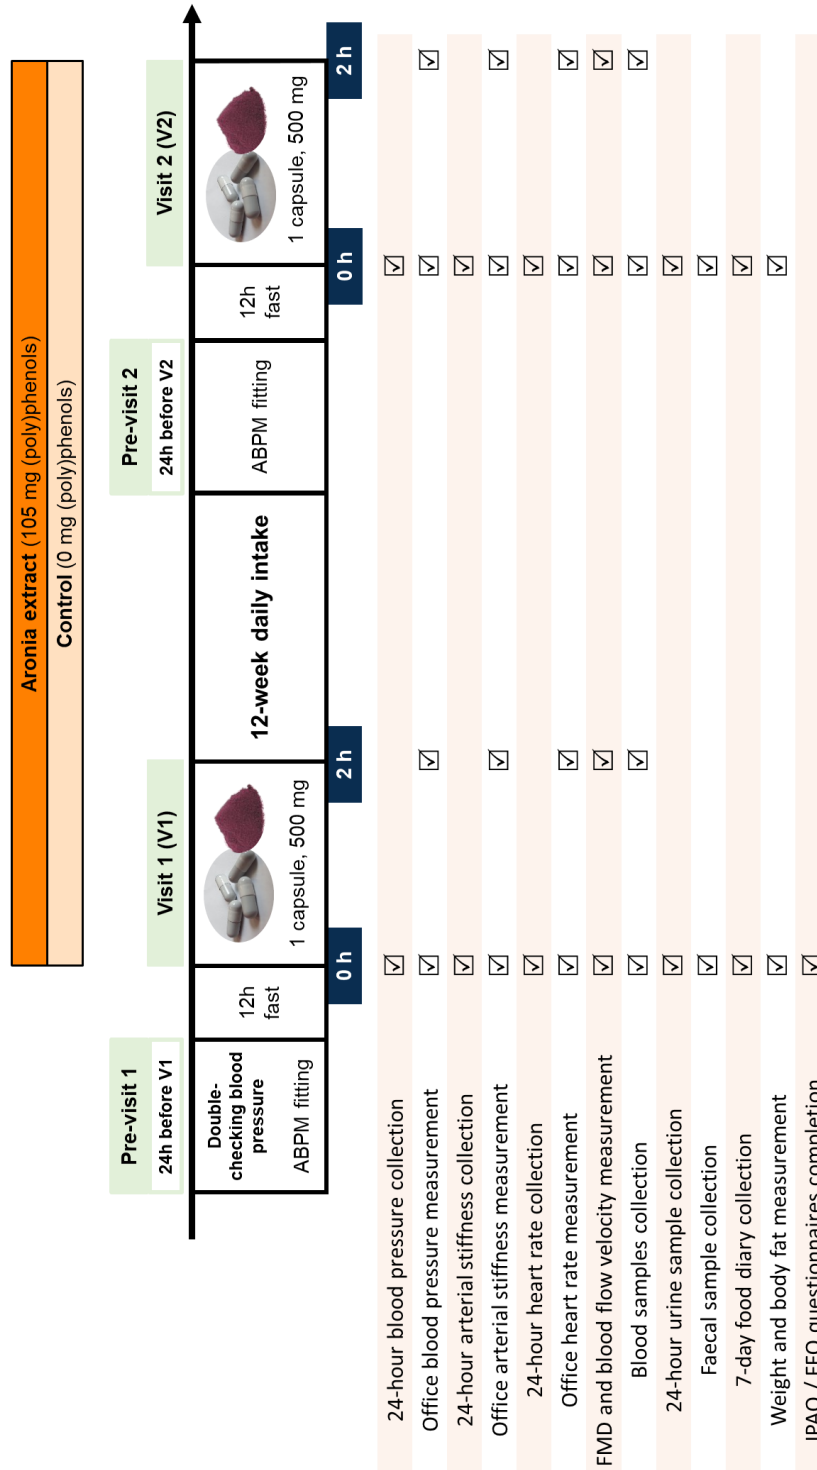 Aronia extract (105 mg (poly)phenols)
Control (0 mg (poly)phenols)
Pre-visit 1
24h before V1
Visit 1 (V1)
Pre-visit 2
24h before V2
Visit 2 (V2)
Double-
checking blood
pressure
ABPM fitting
12h
fast
1 capsule, 500 mg
12-week daily intake
ABPM fitting
12h
fast
1 capsule, 500 mg
0 h
2 h
0 h
2 h
24-hour blood pressure collection
Office blood pressure measurement
24-hour arterial stiffness collection
Office arterial stiffness measurement
24-hour heart rate collection
Office heart rate measurement
FMD and blood flow velocity measurement
Blood samples collection
24-hour urine sample collection
Faecal sample collection
7-day food diary collection
Weight and body fat measurement
IPAQ / FFQ questionnaires completion